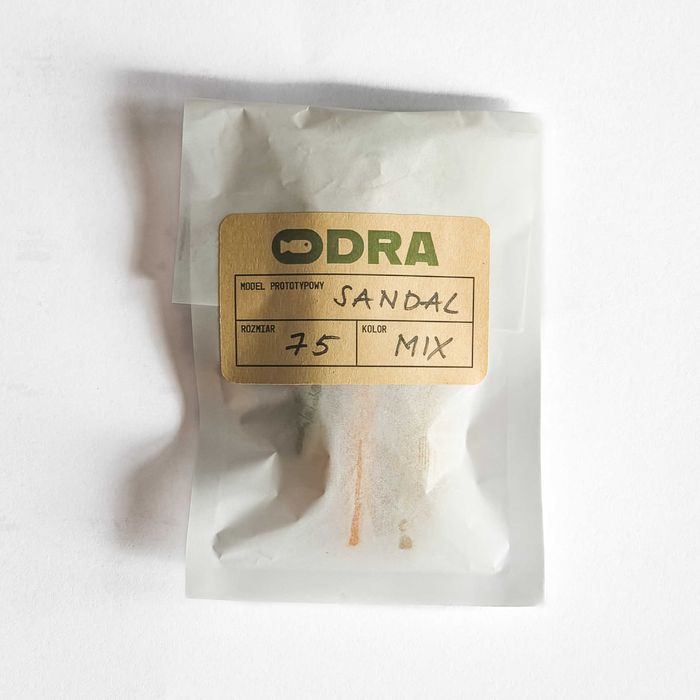 ODRA
MODEL PROTOTYPOWY SANDAL
ROZMIAR 75 KOLOR MIX